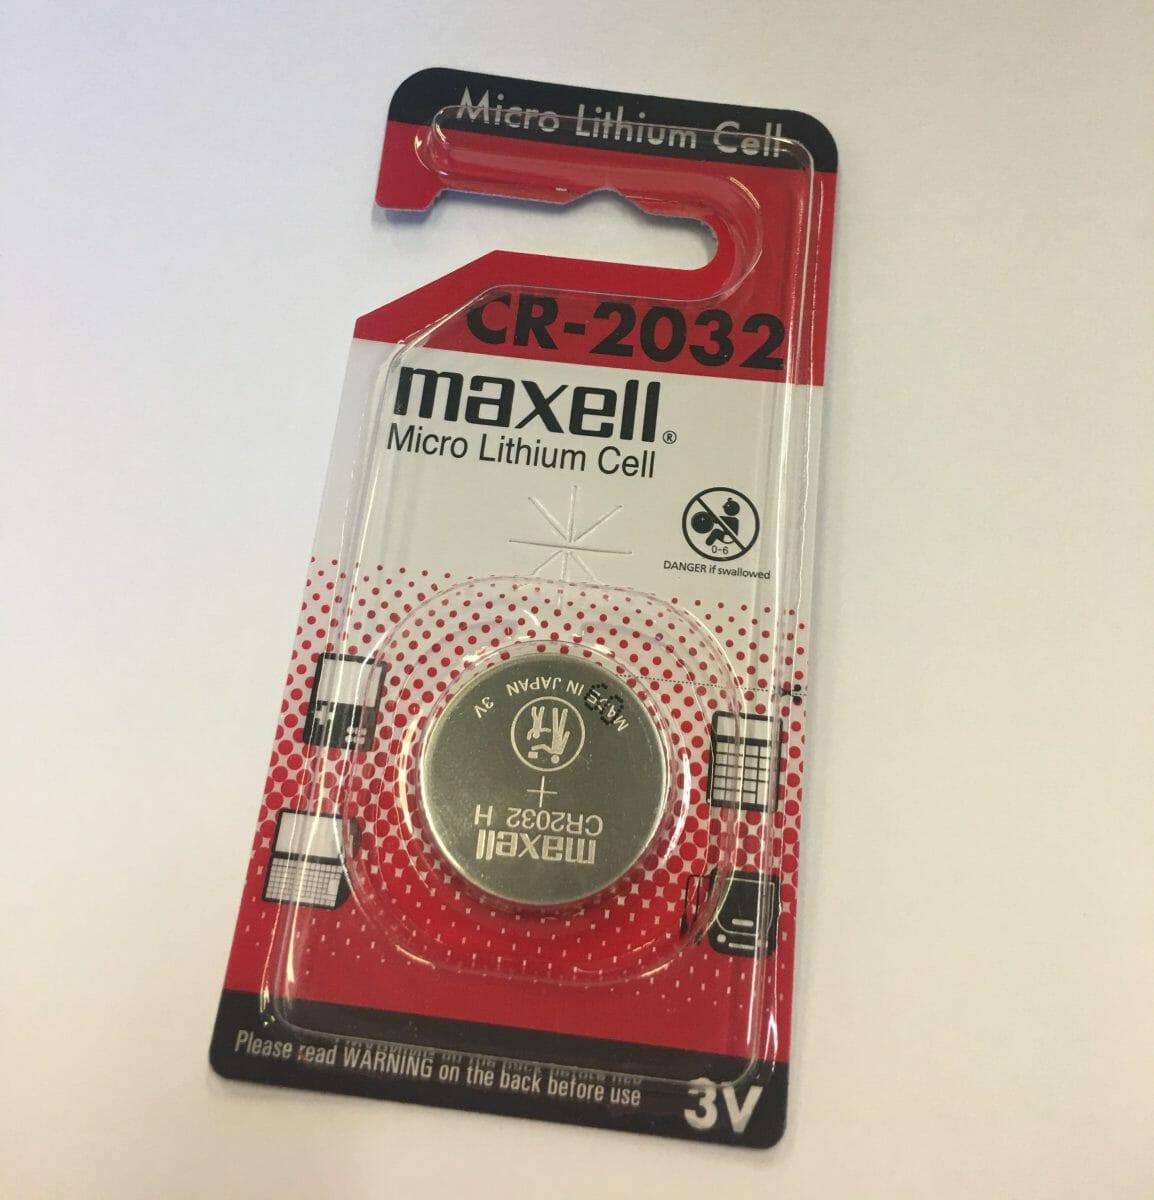 Micro Lithium Cell
CR-2032
maxell®
Micro Lithium Cell
0-6
DANGER if swallowed
maxell
CR2032 H
+
3V
MADE IN JAPAN
Please read WARNING on the back before use
3V